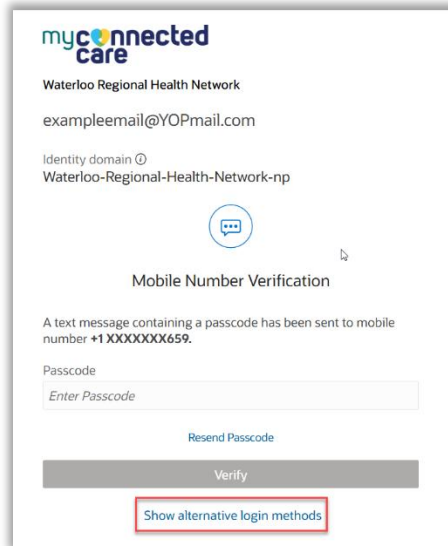 myconnected
care
Waterloo Regional Health Network
exampleemail@YOPmail.com
Identity domain
Waterloo-Regional-Health-Network-np
Mobile Number Verification
A text message containing a passcode has been sent to mobile
number +1 XXXXXXX659.
Passcode
Enter Passcode
Resend Passcode
Verify
Show alternative login methods